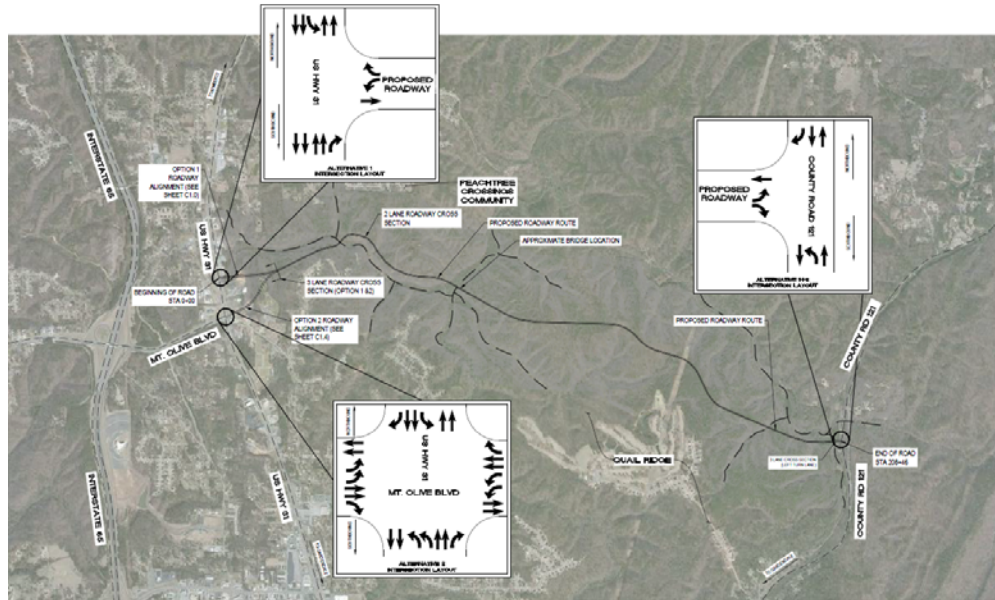 US HWY 31
PROPOSED
ROADWAY
ALTERNATIVE 1
INTERSECTION LAYOUT
INTERSTATE 65
OPTION 1
ROADWAY
ALIGNMENT (SEE
SHEET C1.0)
US HWY 31
PEACHTREE
CROSSINGS
COMMUNITY
2 LANE ROADWAY CROSS
SECTION
PROPOSED ROADWAY ROUTE
APPROXIMATE BRIDGE LOCATION
BEGINNING OF ROAD
STA 0+00
3 LANE ROADWAY CROSS
SECTION (OPTION 1 &2)
OPTION 2 ROADWAY
ALIGNMENT (SEE
SHEET C1.4)
MT. OLIVE BLVD
PROPOSED
ROADWAY
COUNTY ROAD 121
INTERSECTION LAYOUT
PROPOSED ROADWAY ROUTE
COUNTY RD 121
US HWY 31
MT. OLIVE BLVD
ALTERNATIVE 2
INTERSECTION LAYOUT
INTERSTATE 65
US HWY 31
QUAIL RIDGE
END OF ROAD
COUNTY RD 121